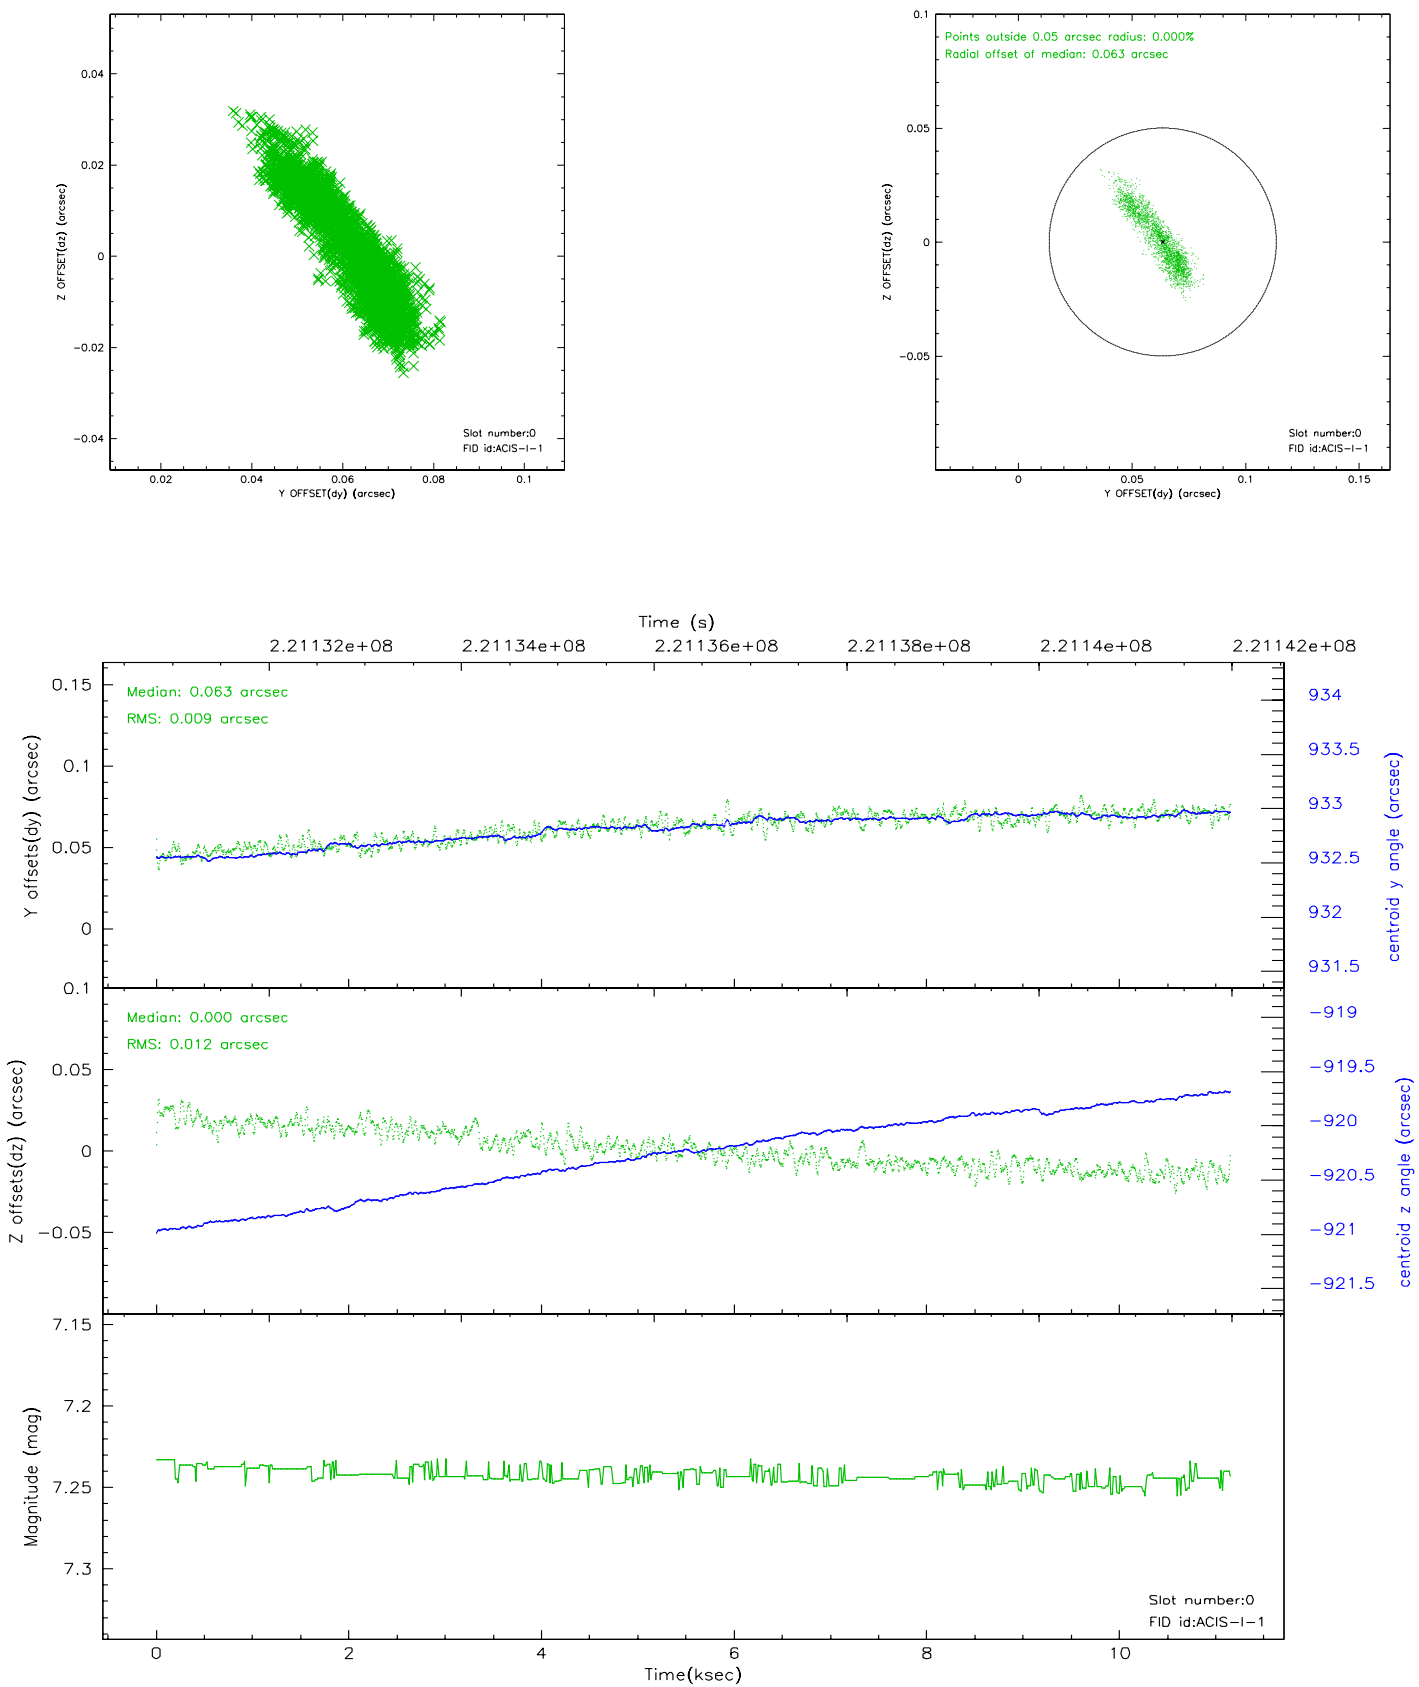 0.04
0.02
0
-0.02
-0.04
Z OFFSET(dz) (arcsec)
Slot number:0
FID id:ACIS-I-1
0.02 0.04 0.06 0.08 0.1
Y OFFSET(dy) (arcsec)
0.1
0.05
0
-0.05
Z OFFSET(dz) (arcsec)
Points outside 0.05 arcsec radius: 0.000%
Radial offset of median: 0.063 arcsec
Slot number:0
FID id:ACIS-I-1
0 0.05 0.1 0.15
Y OFFSET(dy) (arcsec)
Time (s)
2.21132e+08 2.21134e+08 2.21136e+08 2.21138e+08 2.2114e+08 2.21142e+08
Median: 0.063 arcsec
RMS: 0.009 arcsec
0.15
0.1
0.05
0
Y offsets(dy) (arcsec)
934
933.5
933
932.5
932
931.5
centroid y angle (arcsec)
Median: 0.000 arcsec
RMS: 0.012 arcsec
0.1
0.05
0
-0.05
Z offsets(dz) (arcsec)
-919
-919.5
-920
-920.5
-921
-921.5
centroid z angle (arcsec)
7.15
7.2
7.25
7.3
Magnitude (mag)
Slot number:0
FID id:ACIS-I-1
0 2 4 6 8 10
Time(ksec)